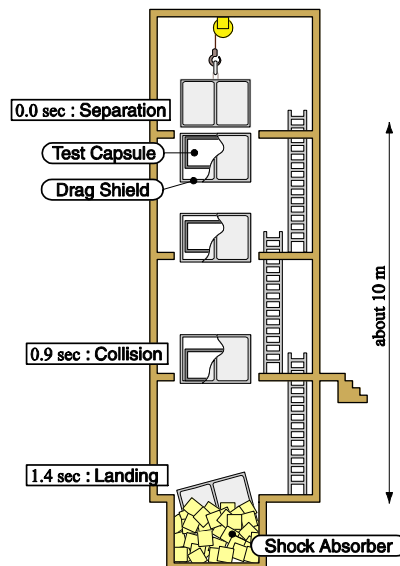 0.0 sec : Separation
Test Capsule
Drag Shield
about 10 m
0.9 sec : Collision
1.4 sec : Landing
Shock Absorber